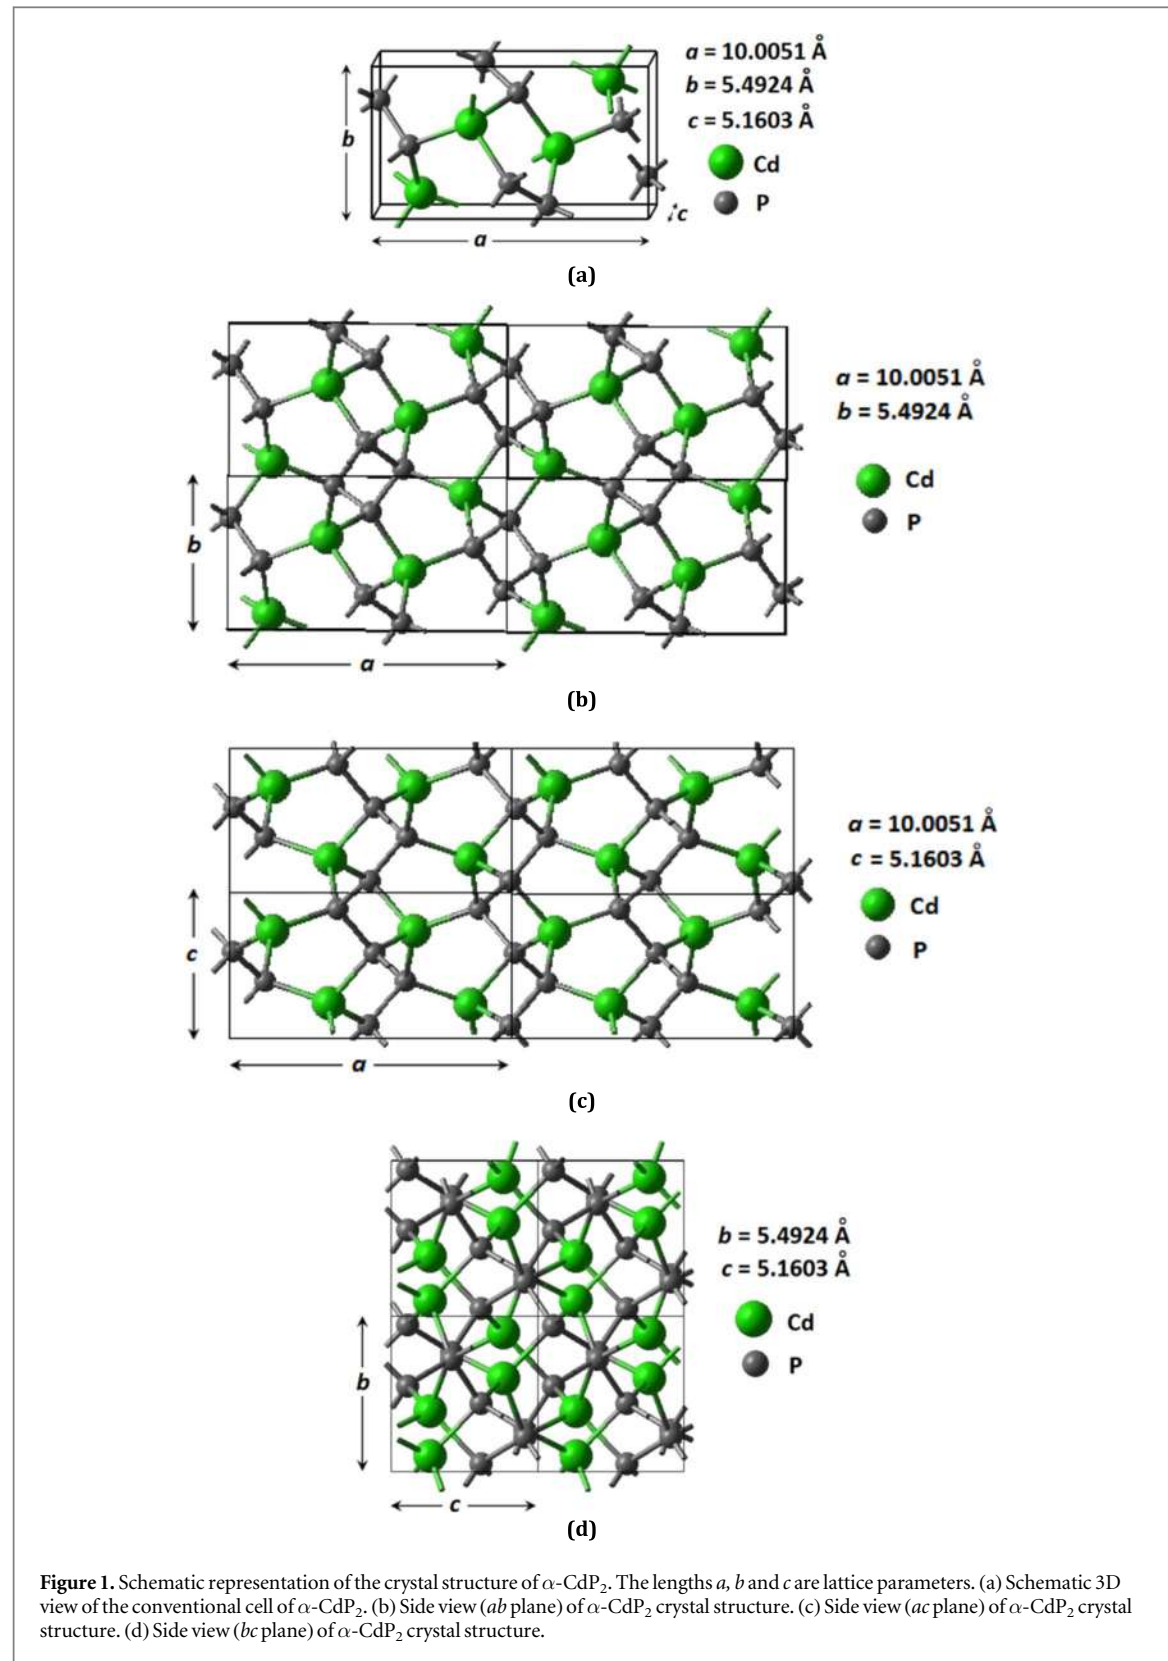 a = 10.0051 Å
b = 5.4924 Å
c = 5.1603 Å
b
Cd
P
c
a
(a)
a = 10.0051 Å
b = 5.4924 Å
Cd
P
b
a
(b)
a = 10.0051 Å
c = 5.1603 Å
Cd
P
c
a
(c)
b = 5.4924 Å
c = 5.1603 Å
Cd
P
b
c
(d)
Figure 1. Schematic representation of the crystal structure of α-CdP₂. The lengths a, b and c are lattice parameters. (a) Schematic 3D
view of the conventional cell of α-CdP₂. (b) Side view (ab plane) of α-CdP₂ crystal structure. (c) Side view (ac plane) of α-CdP₂ crystal
structure. (d) Side view (bc plane) of α-CdP₂ crystal structure.